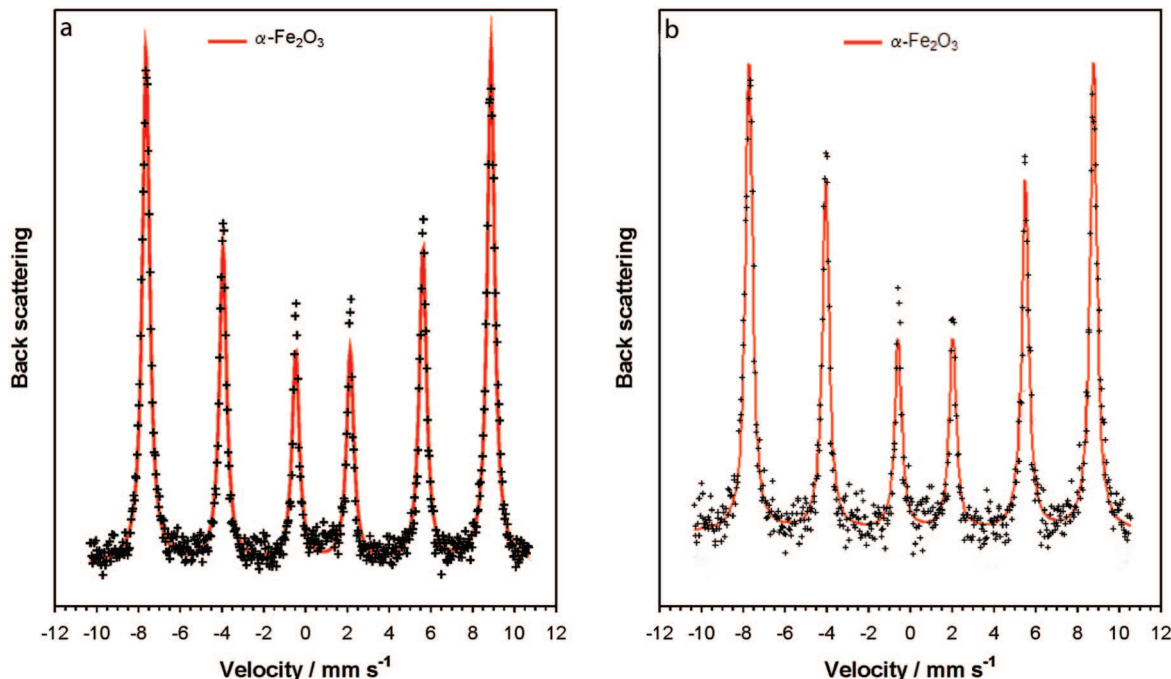 a
α-Fe₂O₃
Back scattering
-12 -10 -8 -6 -4 -2 0 2 4 6 8 10 12
Velocity / mm s⁻¹
b
α-Fe₂O₃
Back scattering
-12 -10 -8 -6 -4 -2 0 2 4 6 8 10 12
Velocity / mm s⁻¹